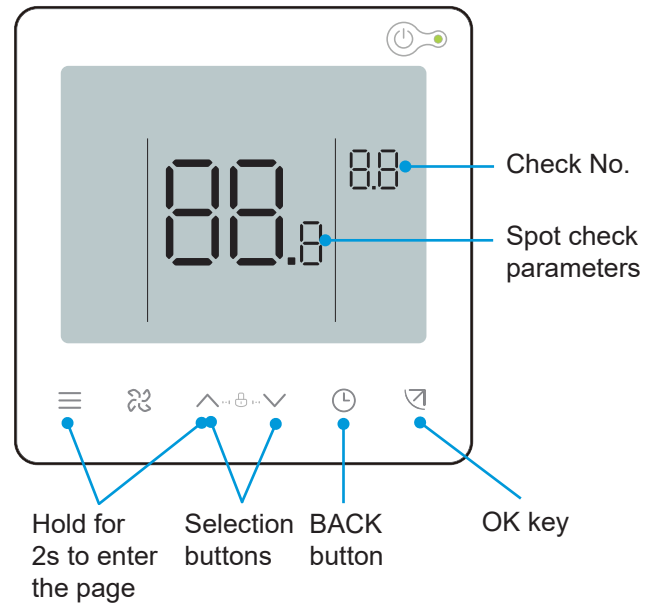 88.8
8.8
Check No.
Spot check
parameters
Hold for
2s to enter
the page
Selection
buttons
BACK
button
OK key